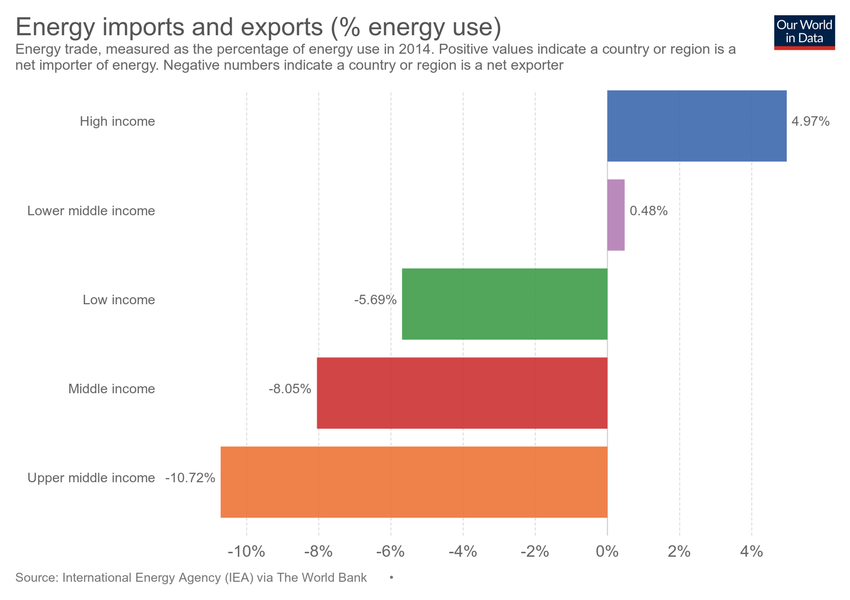 Energy imports and exports (% energy use)
Our World
in Data
Energy trade, measured as the percentage of energy use in 2014. Positive values indicate a country or region is a
net importer of energy. Negative numbers indicate a country or region is a net exporter
High income
4.97%
Lower middle income
0.48%
Low income
-5.69%
Middle income
-8.05%
Upper middle income
-10.72%
-10% -8% -6% -4% -2% 0% 2% 4%
Source: International Energy Agency (IEA) via The World Bank •